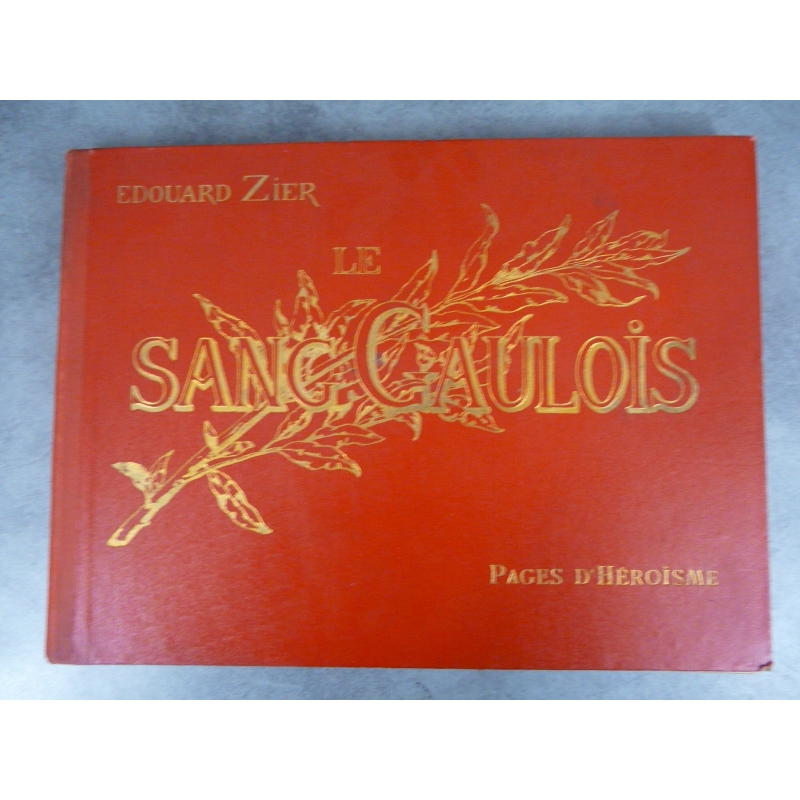 EDOUARD ZIER
LE
SANG GAULOIS
PAGES D'HÉROÏSME